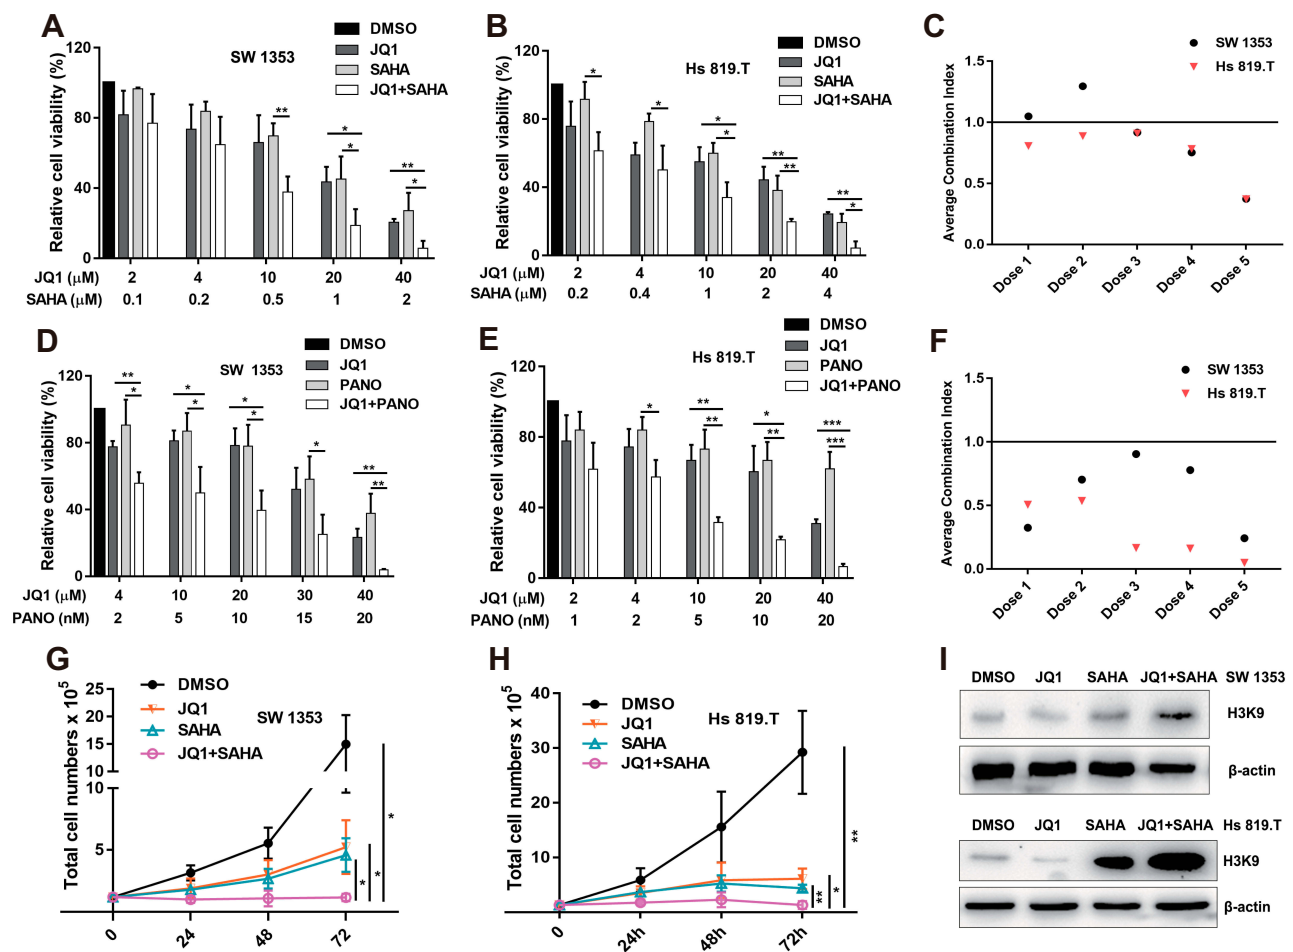 A
DMSO
JQ1
SAHA
JQ1+SAHA
SW 1353
Relative cell viability (%)
120
80
40
0
** * * ** *
JQ1 (μM) 2 4 10 20 40
SAHA (μM) 0.1 0.2 0.5 1 2
B
DMSO
JQ1
SAHA
JQ1+SAHA
Hs 819.T
Relative cell viability (%)
120
80
40
0
* * * * ** ** ** *
JQ1 (μM) 2 4 10 20 40
SAHA (μM) 0.2 0.4 1 2 4
C
SW 1353
Hs 819.T
Average Combination Index
1.5
1.0
0.5
0.0
Dose 1 Dose 2 Dose 3 Dose 4 Dose 5
D
DMSO
JQ1
PANO
JQ1+PANO
SW 1353
Relative cell viability (%)
120
80
40
0
** * * * * * * ** **
JQ1 (μM) 4 10 20 30 40
PANO (nM) 2 5 10 15 20
E
DMSO
JQ1
PANO
JQ1+PANO
Hs 819.T
Relative cell viability (%)
120
80
40
0
* ** ** * ** *** ***
JQ1 (μM) 2 4 10 20 40
PANO (nM) 1 2 5 10 20
F
SW 1353
Hs 819.T
Average Combination Index
1.5
1.0
0.5
0.0
Dose 1 Dose 2 Dose 3 Dose 4 Dose 5
G
DMSO
JQ1
SAHA
JQ1+SAHA
SW 1353
Total cell numbers x 105
25
20
15
10
10
5
0 24 48 72
* * *
H
DMSO
JQ1
SAHA
JQ1+SAHA
Hs 819.T
Total cell numbers x 105
40
30
20
10
0 24h 48h 72h
** * **
I
DMSO JQ1 SAHA JQ1+SAHA SW 1353
H3K9
β-actin
DMSO JQ1 SAHA JQ1+SAHA Hs 819.T
H3K9
β-actin